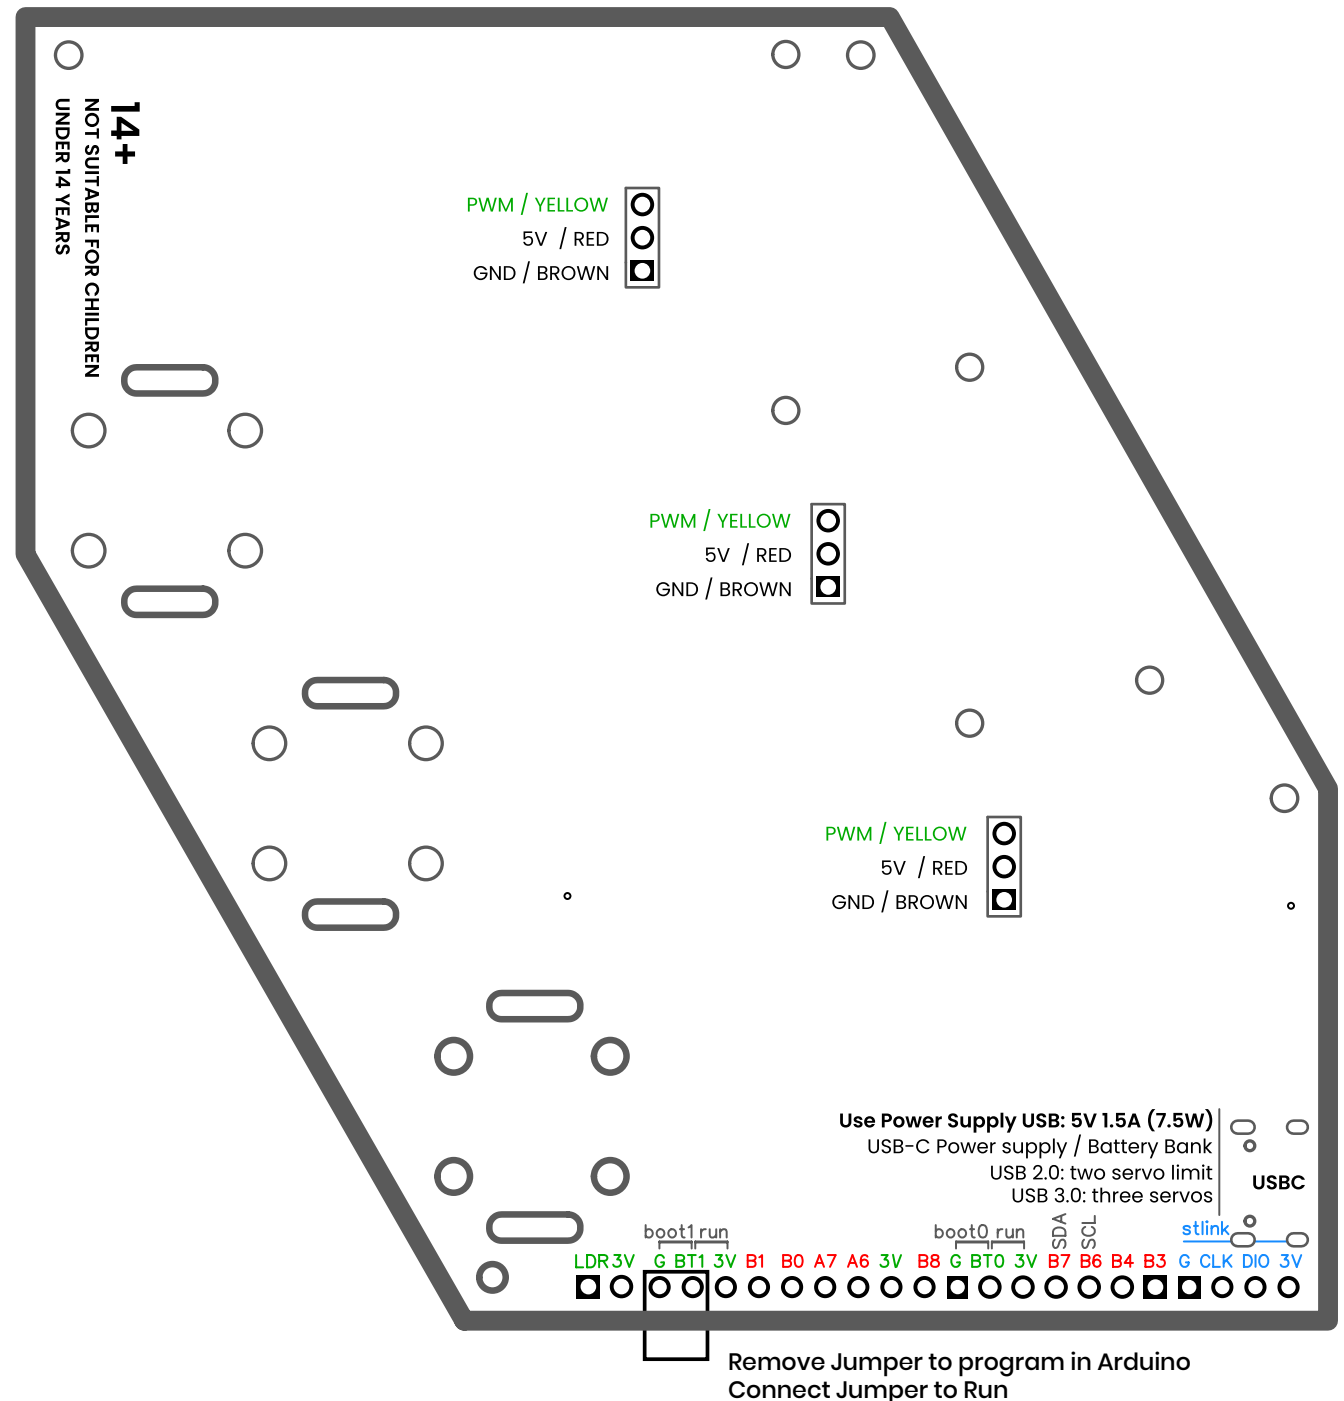 14+
NOT SUITABLE FOR CHILDREN
UNDER 14 YEARS
PWM / YELLOW
5V / RED
GND / BROWN
PWM / YELLOW
5V / RED
GND / BROWN
PWM / YELLOW
5V / RED
GND / BROWN
Use Power Supply USB: 5V 1.5A (7.5W)
USB-C Power supply / Battery Bank
USB 2.0: two servo limit
USB 3.0: three servos
USBC
boot1 run
boot0 run
SDA
SCL
stlink
LDR 3V G BT1 3V B1 B0 A7 A6 3V B8 G BT0 3V B7 B6 B4 B3 G CLK DIO 3V
Remove Jumper to program in Arduino
Connect Jumper to Run